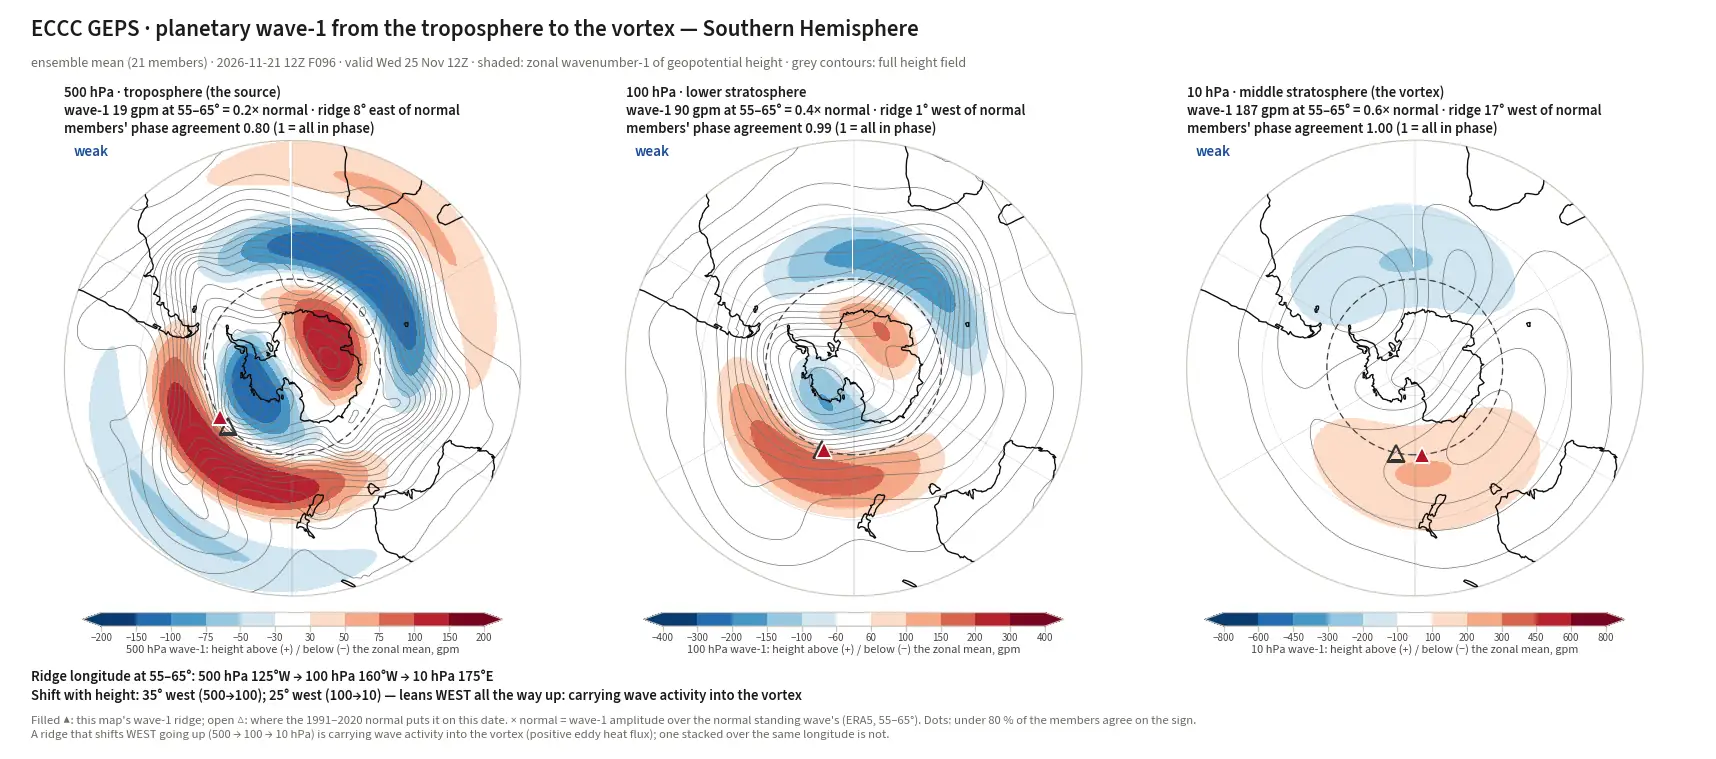 ECCC GEPS · planetary wave-1 from the troposphere to the vortex — Southern Hemisphere
ensemble mean (21 members) · 2026-11-21 12Z F096 · valid Wed 25 Nov 12Z · shaded: zonal wavenumber-1 of geopotential height · grey contours: full height field
500 hPa · troposphere (the source)
wave-1 19 gpm at 55–65° = 0.2× normal · ridge 8° east of normal
members' phase agreement 0.80 (1 = all in phase)
weak
100 hPa · lower stratosphere
wave-1 90 gpm at 55–65° = 0.4× normal · ridge 1° west of normal
members' phase agreement 0.99 (1 = all in phase)
weak
10 hPa · middle stratosphere (the vortex)
wave-1 187 gpm at 55–65° = 0.6× normal · ridge 17° west of normal
members' phase agreement 1.00 (1 = all in phase)
weak
−200 −150 −100 −75 −50 −30 30 50 75 100 150 200
500 hPa wave-1: height above (+) / below (−) the zonal mean, gpm
−400 −300 −200 −150 −100 −60 60 100 150 200 300 400
100 hPa wave-1: height above (+) / below (−) the zonal mean, gpm
−800 −600 −450 −300 −200 −100 100 200 300 450 600 800
10 hPa wave-1: height above (+) / below (−) the zonal mean, gpm
Ridge longitude at 55–65°: 500 hPa 125°W → 100 hPa 160°W → 10 hPa 175°E
Shift with height: 35° west (500→100); 25° west (100→10) — leans WEST all the way up: carrying wave activity into the vortex
Filled ▲: this map's wave-1 ridge; open △: where the 1991–2020 normal puts it on this date. × normal = wave-1 amplitude over the normal standing wave's (ERA5, 55–65°). Dots: under 80 % of the members agree on the sign.
A ridge that shifts WEST going up (500 → 100 → 10 hPa) is carrying wave activity into the vortex (positive eddy heat flux); one stacked over the same longitude is not.